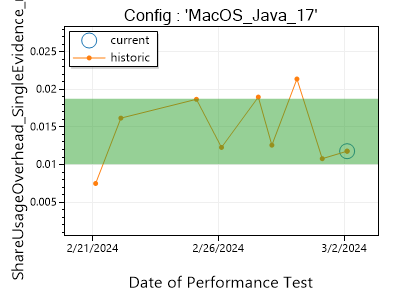 Config : 'MacOS_Java_17'
ShareUsageOverhead_SingleEvidence_
current
historic
0.025
0.02
0.015
0.01
0.005
2/21/2024
2/26/2024
3/2/2024
Date of Performance Test